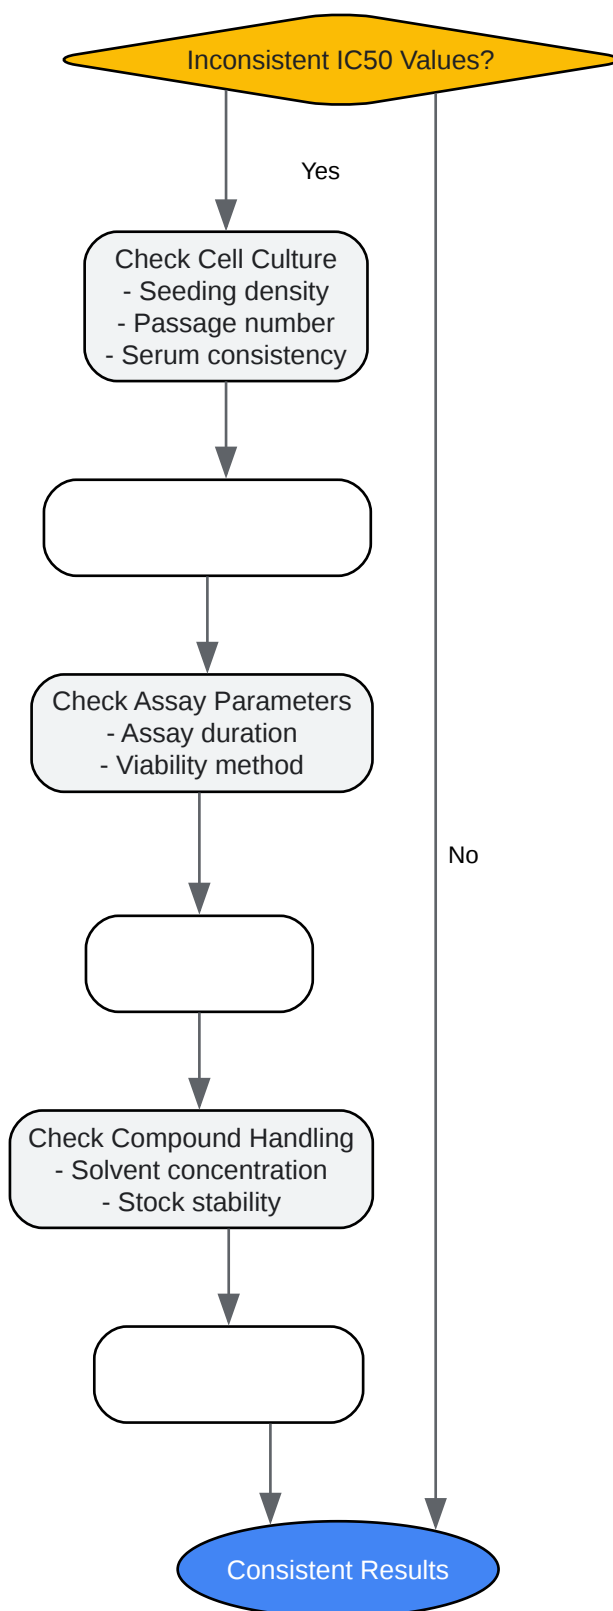 Inconsistent IC50 Values?
Yes
Check Cell Culture
- Seeding density
- Passage number
- Serum consistency
Check Assay Parameters
- Assay duration
- Viability method
No
Check Compound Handling
- Solvent concentration
- Stock stability
Consistent Results